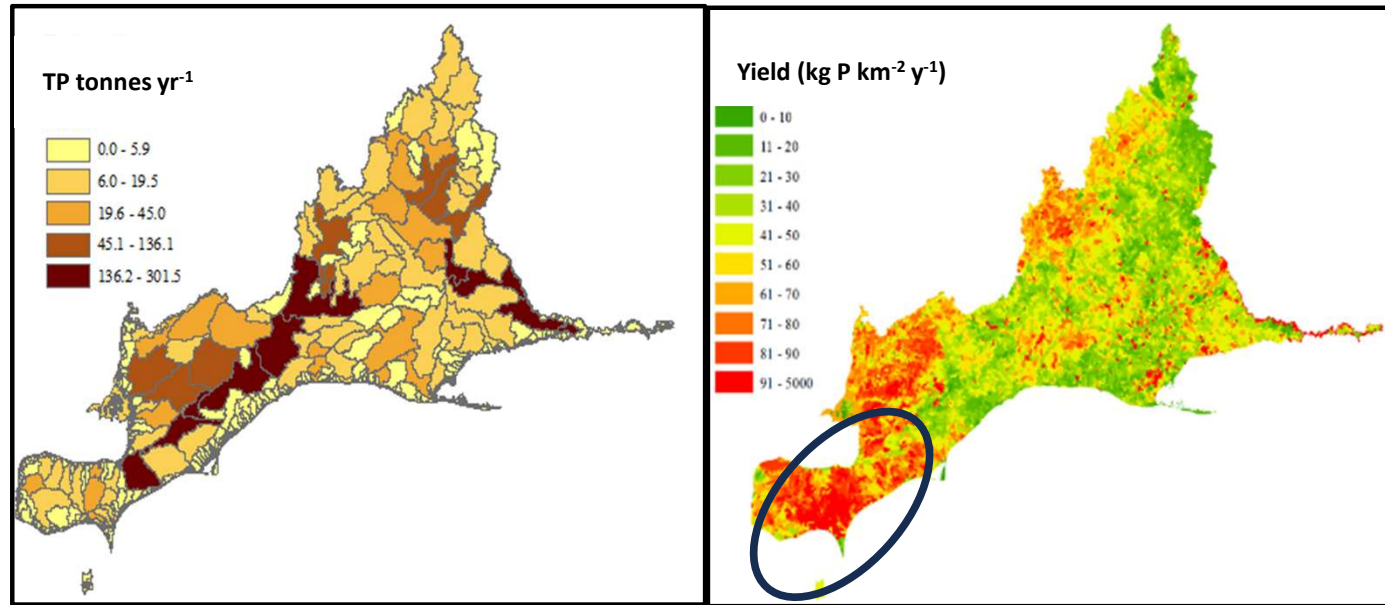 TP tonnes yr⁻¹
0.0 - 5.9
6.0 - 19.5
19.6 - 45.0
45.1 - 136.1
136.2 - 301.5
Yield (kg P km⁻² y⁻¹)
0 - 10
11 - 20
21 - 30
31 - 40
41 - 50
51 - 60
61 - 70
71 - 80
81 - 90
91 - 5000